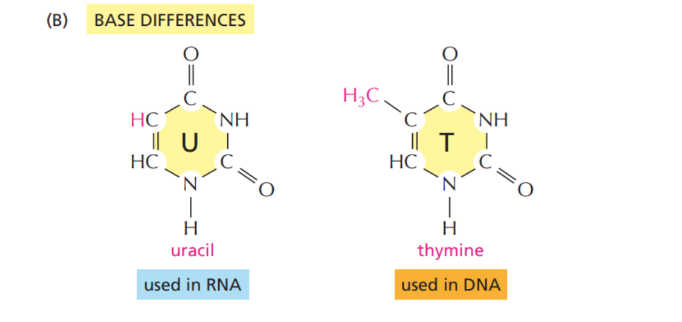 (B) BASE DIFFERENCES
O O
C H₃C C
HC NH C NH
U T
HC C HC C
N O N O
H H
uracil thymine
used in RNA used in DNA